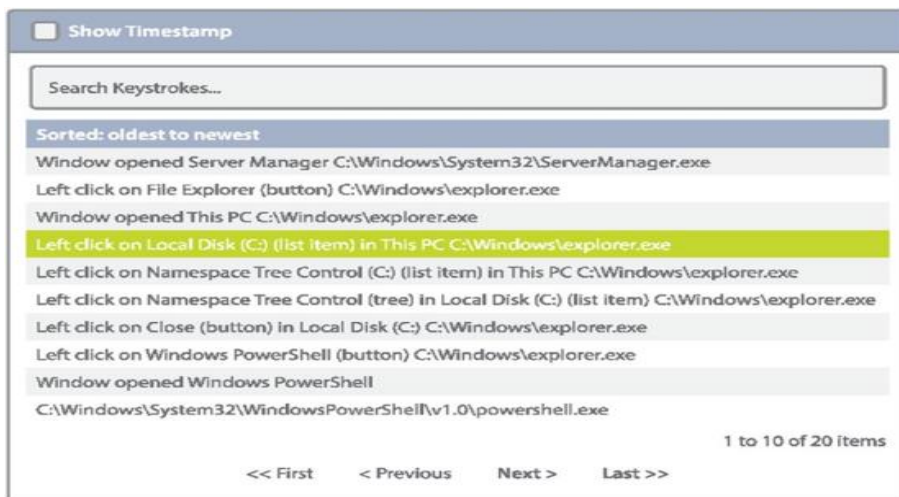 Show Timestamp
Search Keystrokes...
Sorted: oldest to newest
Window opened Server Manager C:\Windows\System32\ServerManager.exe
Left click on File Explorer (button) C:\Windows\explorer.exe
Window opened This PC C:\Windows\explorer.exe
Left click on Local Disk (C:) (list item) in This PC C:\Windows\explorer.exe
Left click on Namespace Tree Control (C:) (list item) in This PC C:\Windows\explorer.exe
Left click on Namespace Tree Control (tree) in Local Disk (C:) (list item) C:\Windows\explorer.exe
Left click on Close (button) in Local Disk (C:) C:\Windows\explorer.exe
Left click on Windows PowerShell (button) C:\Windows\explorer.exe
Window opened Windows PowerShell
C:\Windows\System32\WindowsPowerShell\v1.0\powershell.exe
1 to 10 of 20 items
<< First < Previous Next > Last >>